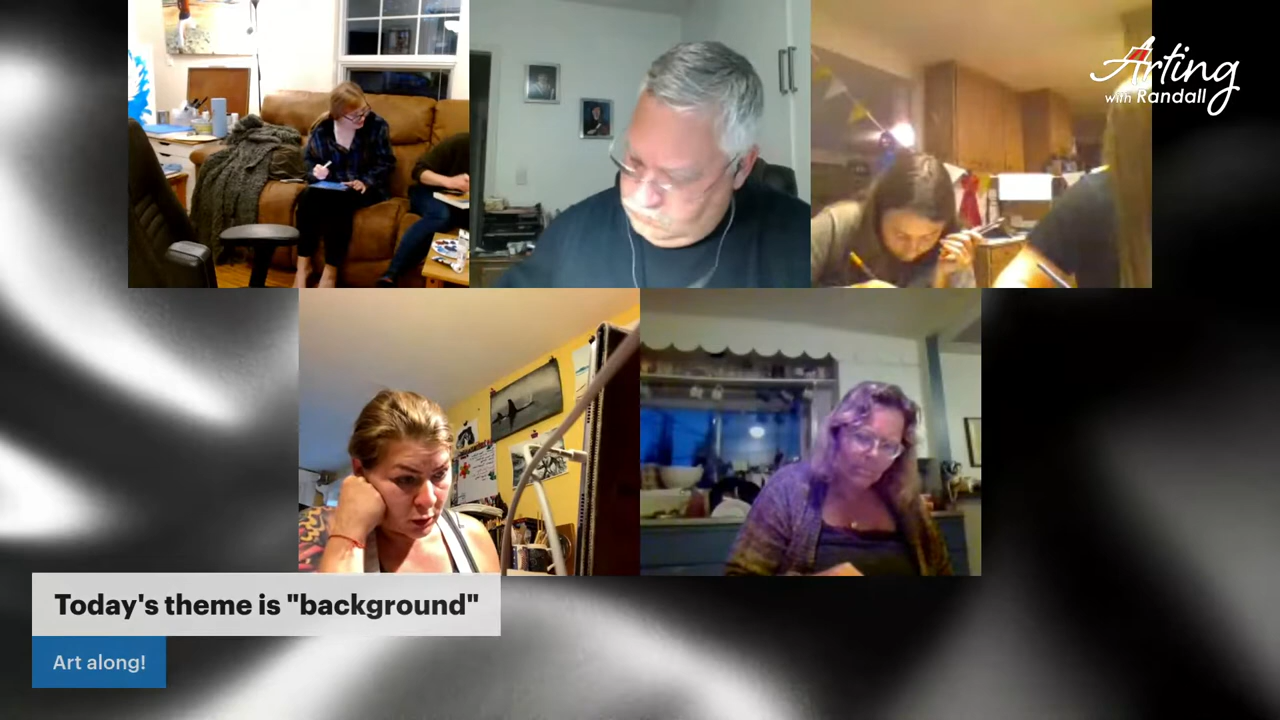 Arting
with Randall
Today's theme is "background"
Art along!